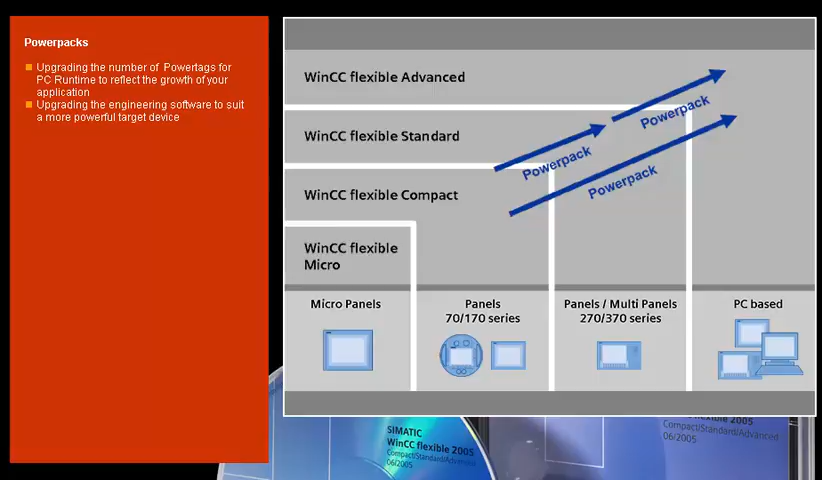 Powerpacks
Upgrading the number of Powertags for
PC Runtime to reflect the growth of your
application
Upgrading the engineering software to suit
a more powerful target device
WinCC flexible Advanced
WinCC flexible Standard
WinCC flexible Compact
WinCC flexible
Micro
Powerpack
Powerpack
Powerpack
Micro Panels
Panels
70/170 series
Panels / Multi Panels
270/370 series
PC based
SIMATIC
WinCC flexible 2005
Compact/Standard/Advanced
06/2005
flexible 2005
Compact/Standard/Advanced
06/2005